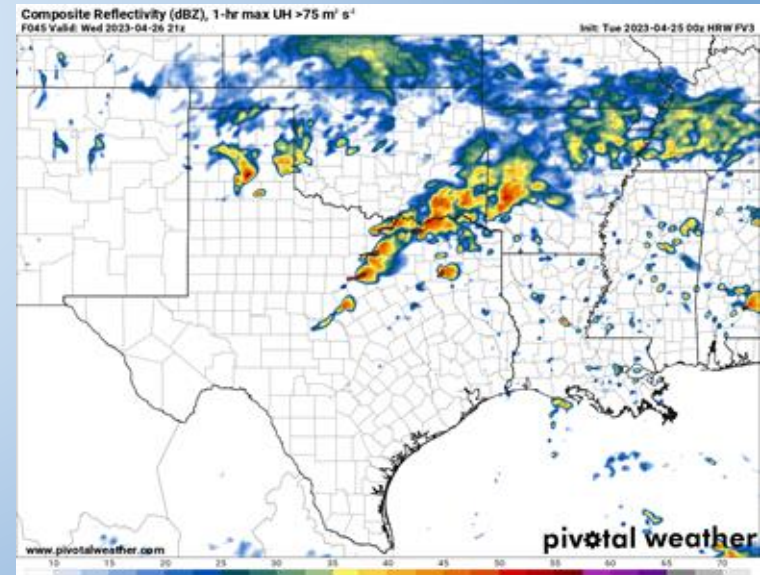 Composite Reflectivity (dBZ), 1-hr max UH >75 m² s⁻²
F045 Valid: Wed 2023-04-26 21z Init: Tue 2023-04-25 00z HRW FV3
www.pivotalweather.com pivotal weather
10 15 20 25 30 35 40 45 50 55 60 65 70